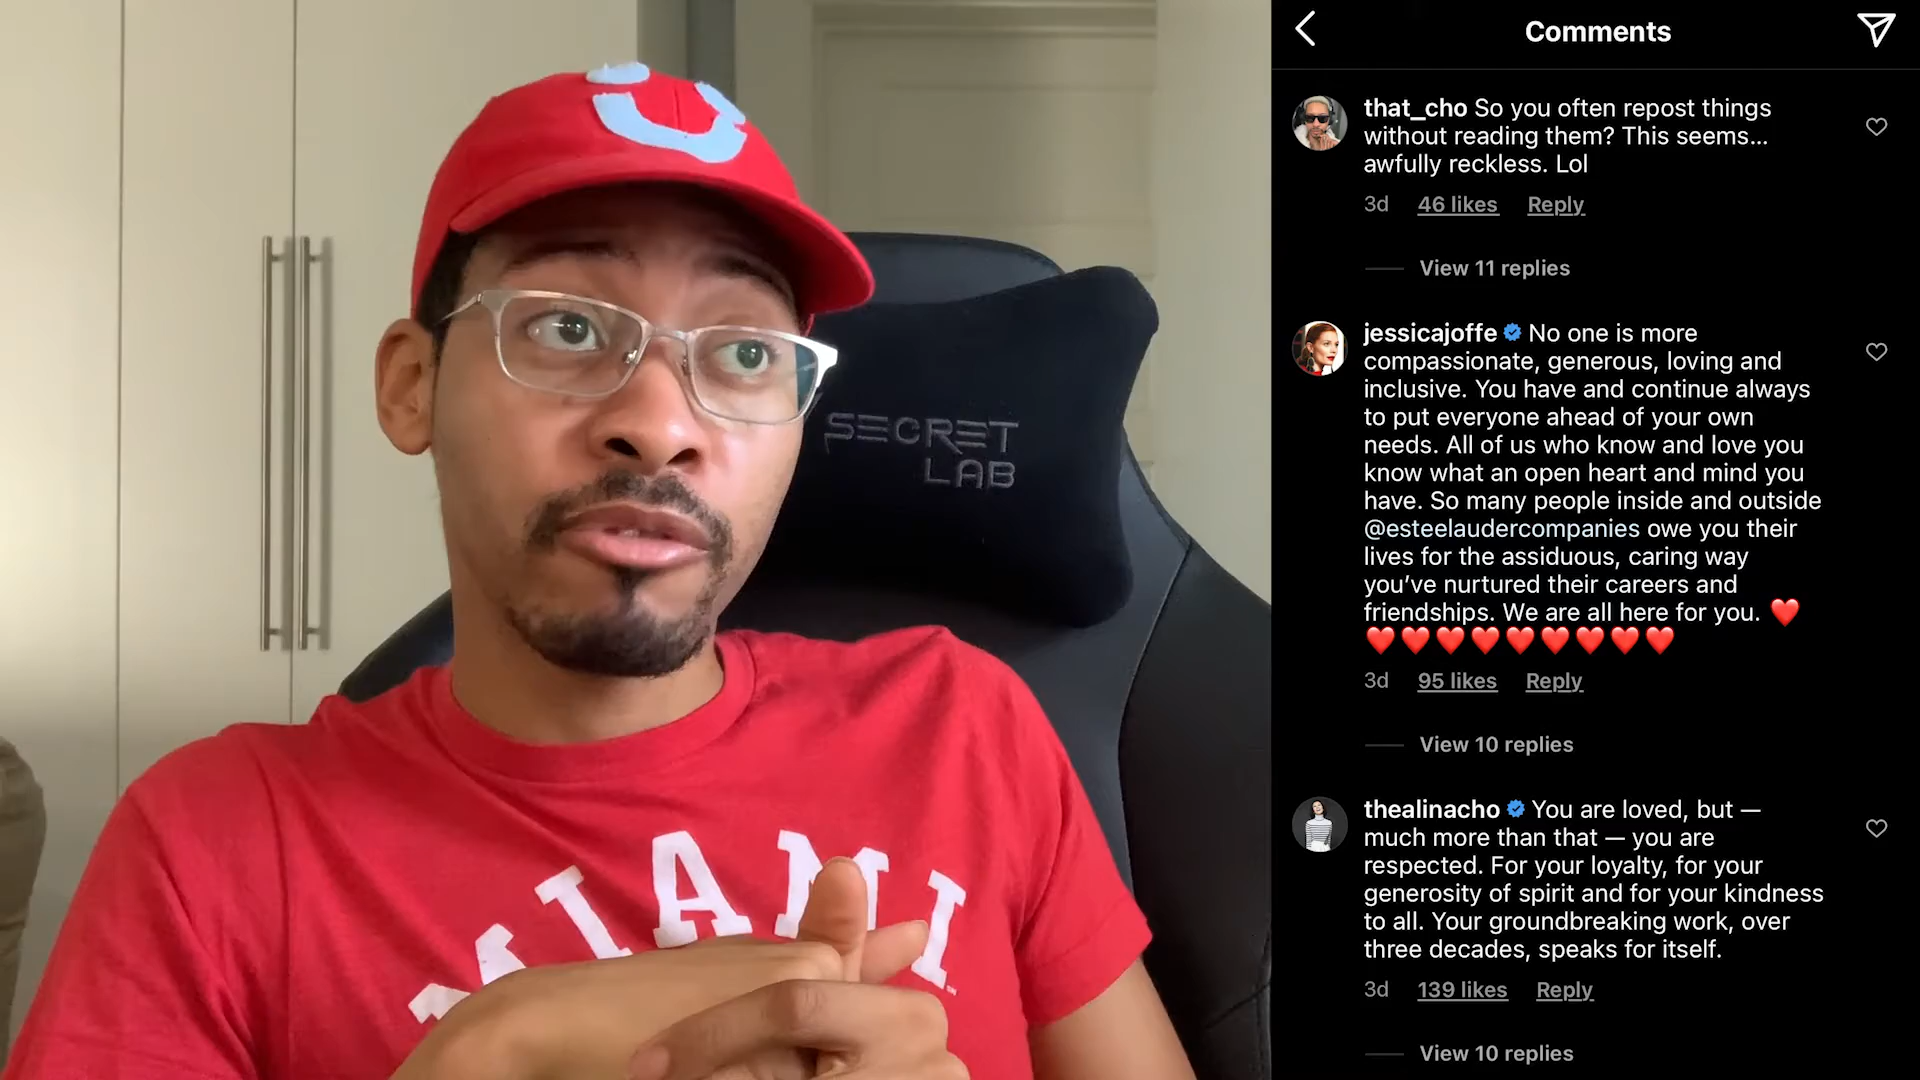 Comments
that_cho So you often repost things
without reading them? This seems...
awfully reckless. Lol
3d 46 likes Reply
View 11 replies
jessicajoffe No one is more
compassionate, generous, loving and
inclusive. You have and continue always
to put everyone ahead of your own
needs. All of us who know and love you
know what an open heart and mind you
have. So many people inside and outside
@esteelaudercompanies owe you their
lives for the assiduous, caring way
you’ve nurtured their careers and
friendships. We are all here for you. ❤️
❤️❤️❤️❤️❤️❤️❤️❤️❤️
3d 95 likes Reply
View 10 replies
thealinacho You are loved, but —
much more than that — you are
respected. For your loyalty, for your
generosity of spirit and for your kindness
to all. Your groundbreaking work, over
three decades, speaks for itself.
3d 139 likes Reply
View 10 replies
SECRET
LAB
MIAMI